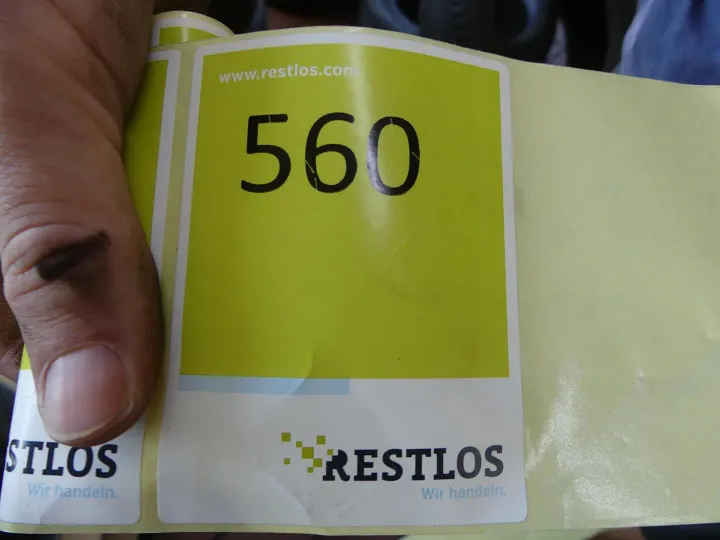 www.restlos.com
560
RESTLOS
Wir handeln.
STLOS
Wir handeln.